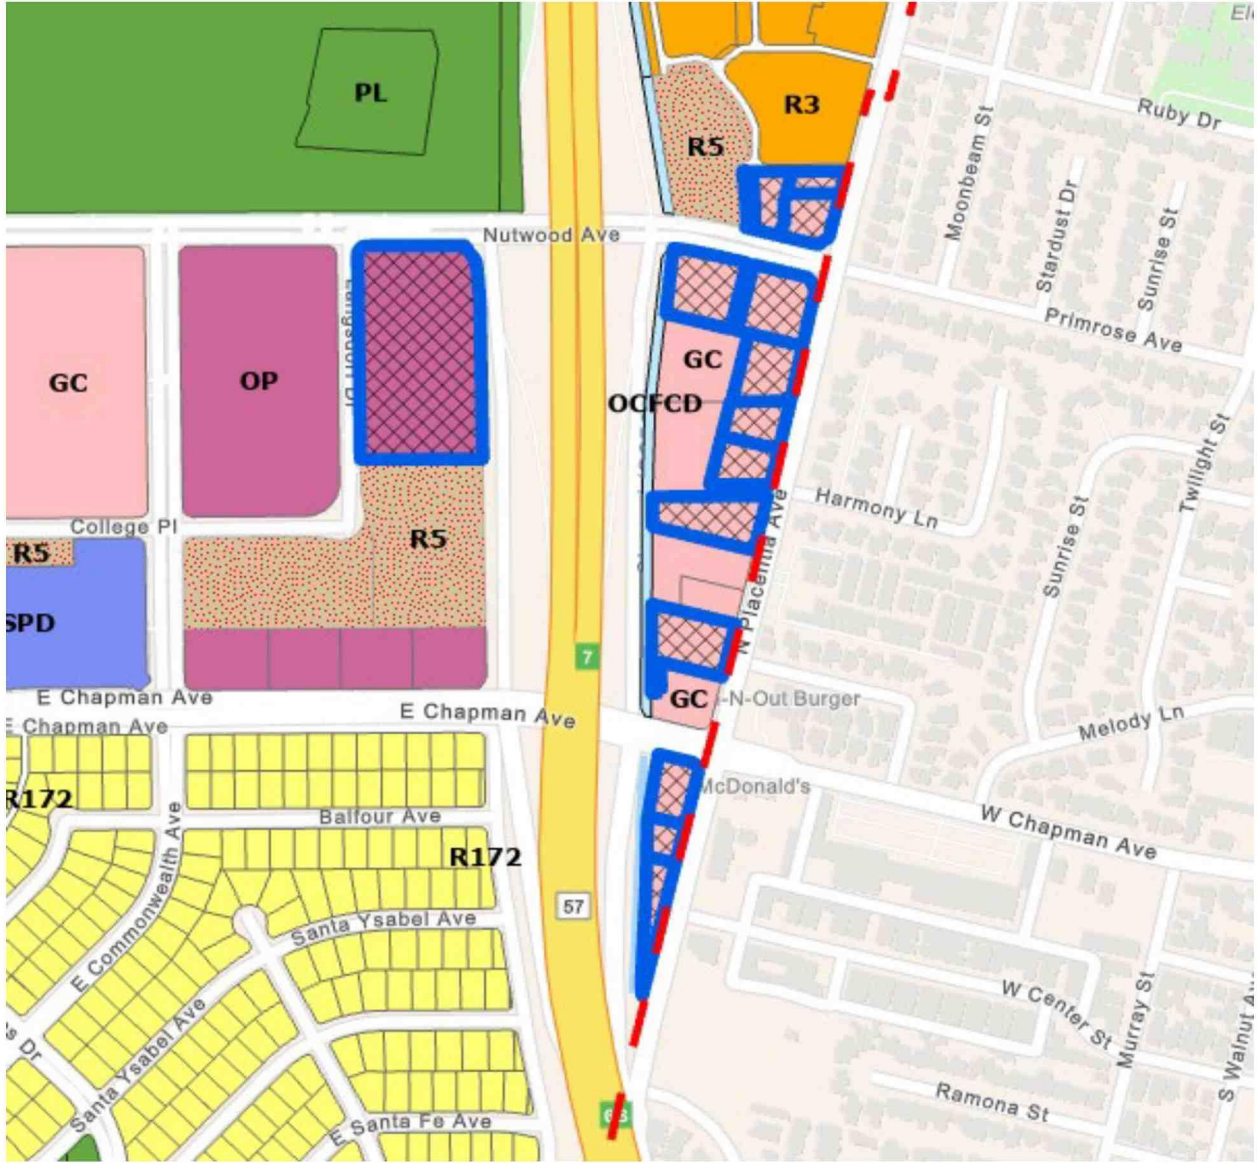 PL
R3
R5
Ruby Dr
Moonbeam St
Stardust Dr
Sunrise St
Nutwood Ave
Primrose Ave
GC
OP
GC
OCFCD
Twilight St
Harmony Ln
Sunrise St
N Placentia Ave
College Pl
R5
R5
SPD
7
E Chapman Ave
E Chapman Ave
E Chapman Ave
GC
-N-Out Burger
Melody Ln
McDonald's
W Chapman Ave
R172
Balfour Ave
R172
E Commonwealth Ave
57
Santa Ysabel Ave
Santa Ysabel Ave
W Center St
Murray St
S Walnut Av
Ramona St
E Santa Fe Ave
Dr